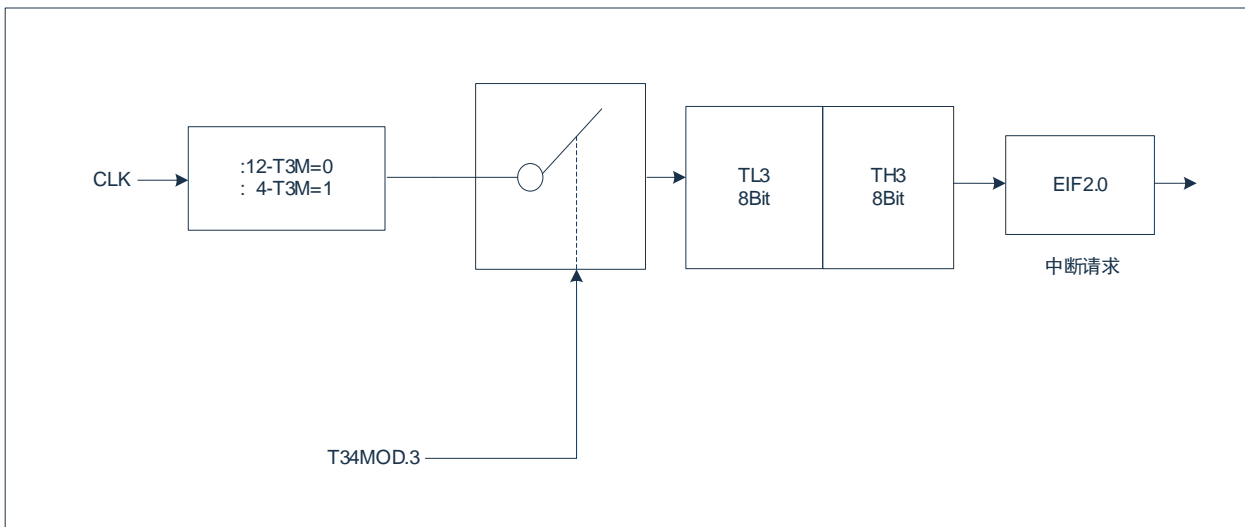 CLK
:12-T3M=0
: 4-T3M=1
TL3
8Bit
TH3
8Bit
EIF2.0
中断请求
T34MOD.3